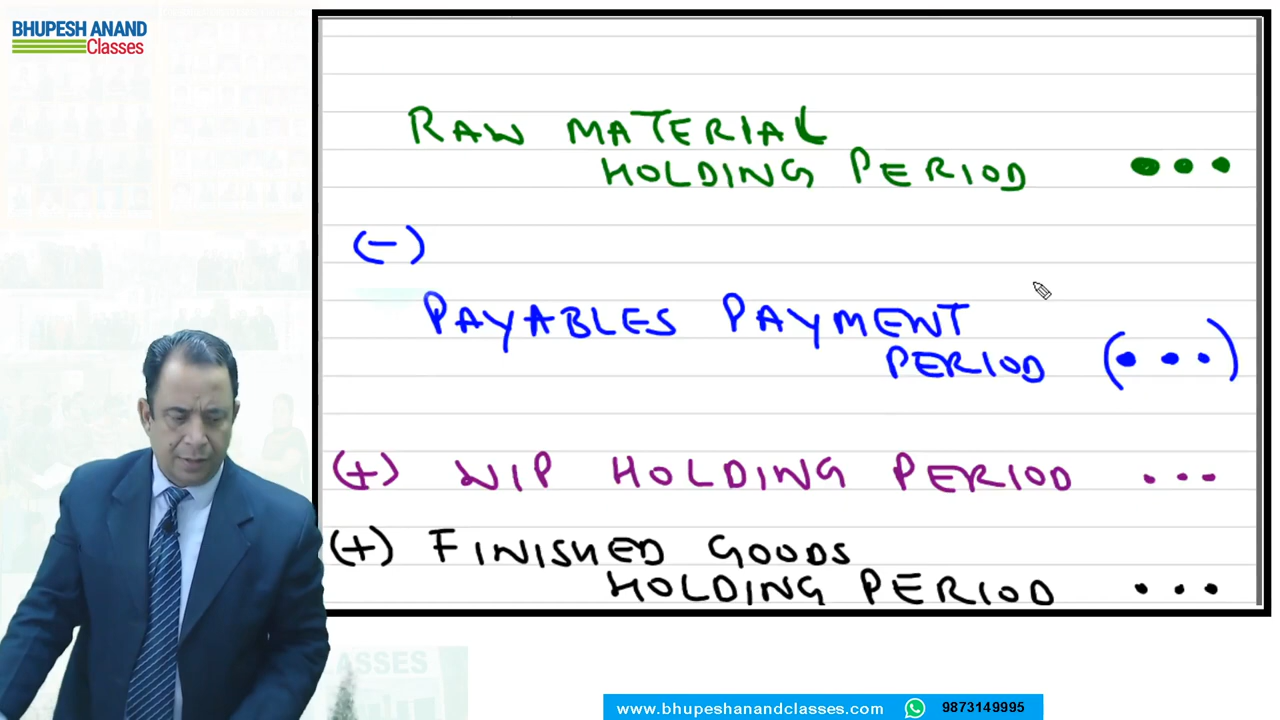 BHUPESH ANAND
Classes
RAW MATERIAL
HOLDING PERIOD ...
(-)
PAYABLES PAYMENT
PERIOD (...)
(+) WIP HOLDING PERIOD ...
(+) FINISHED GOODS
HOLDING PERIOD ...
CLASSES
www.bhupeshanandclasses.com 9873149995